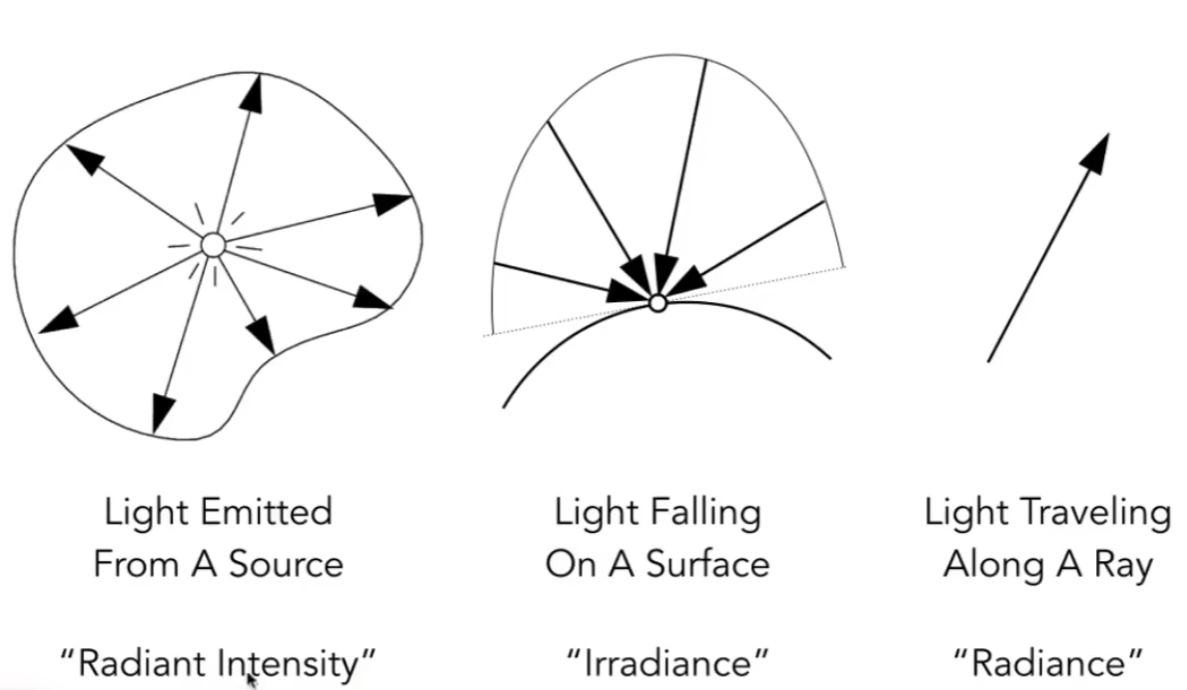 Light Emitted
From A Source
"Radiant Intensity"
Light Falling
On A Surface
"Irradiance"
Light Traveling
Along A Ray
"Radiance"